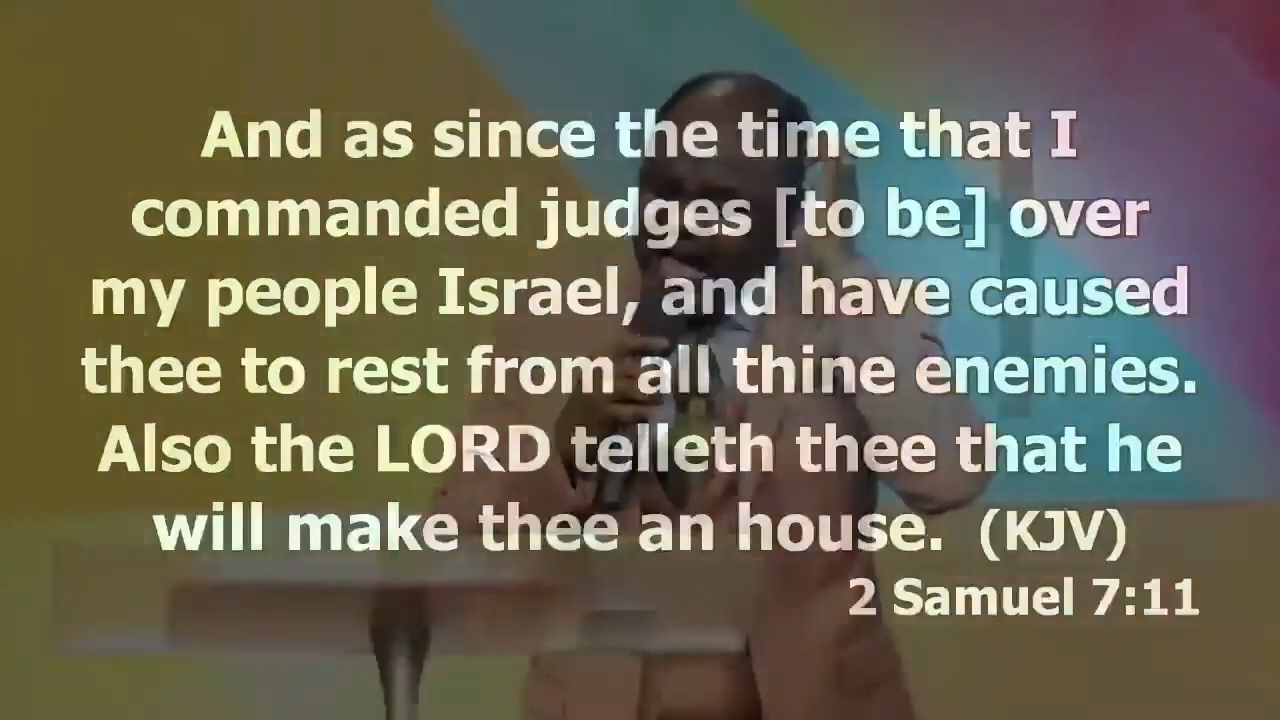 And as since the time that I
commanded judges [to be] over
my people Israel, and have caused
thee to rest from all thine enemies.
Also the LORD telleth thee that he
will make thee an house. (KJV)
2 Samuel 7:11